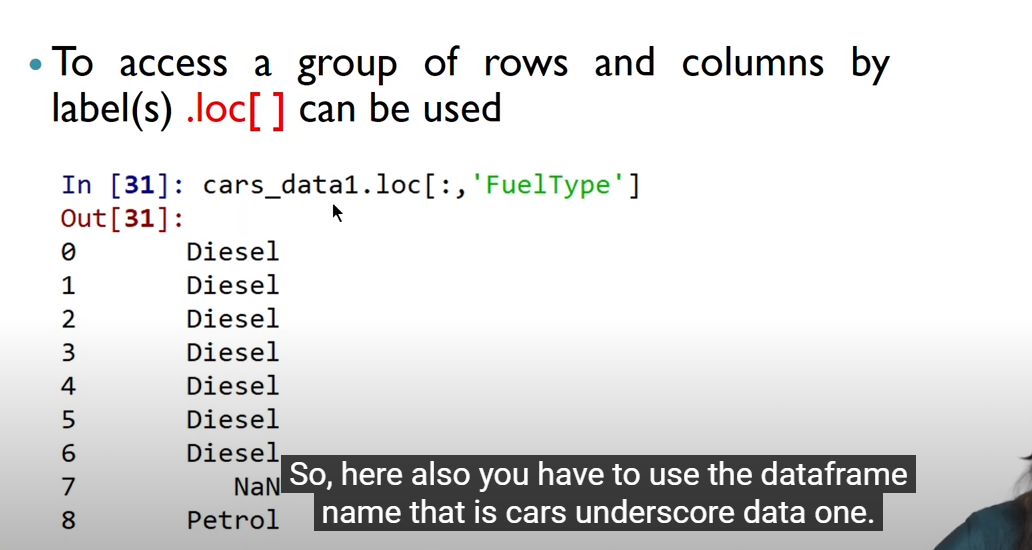 • To access a group of rows and columns by
label(s) .loc[ ] can be used
In [31]: cars_data1.loc[:,'FuelType']
Out[31]:
0 Diesel
1 Diesel
2 Diesel
3 Diesel
4 Diesel
5 Diesel
6 Diesel
7 NaN
8 Petrol
So, here also you have to use the dataframe
name that is cars underscore data one.